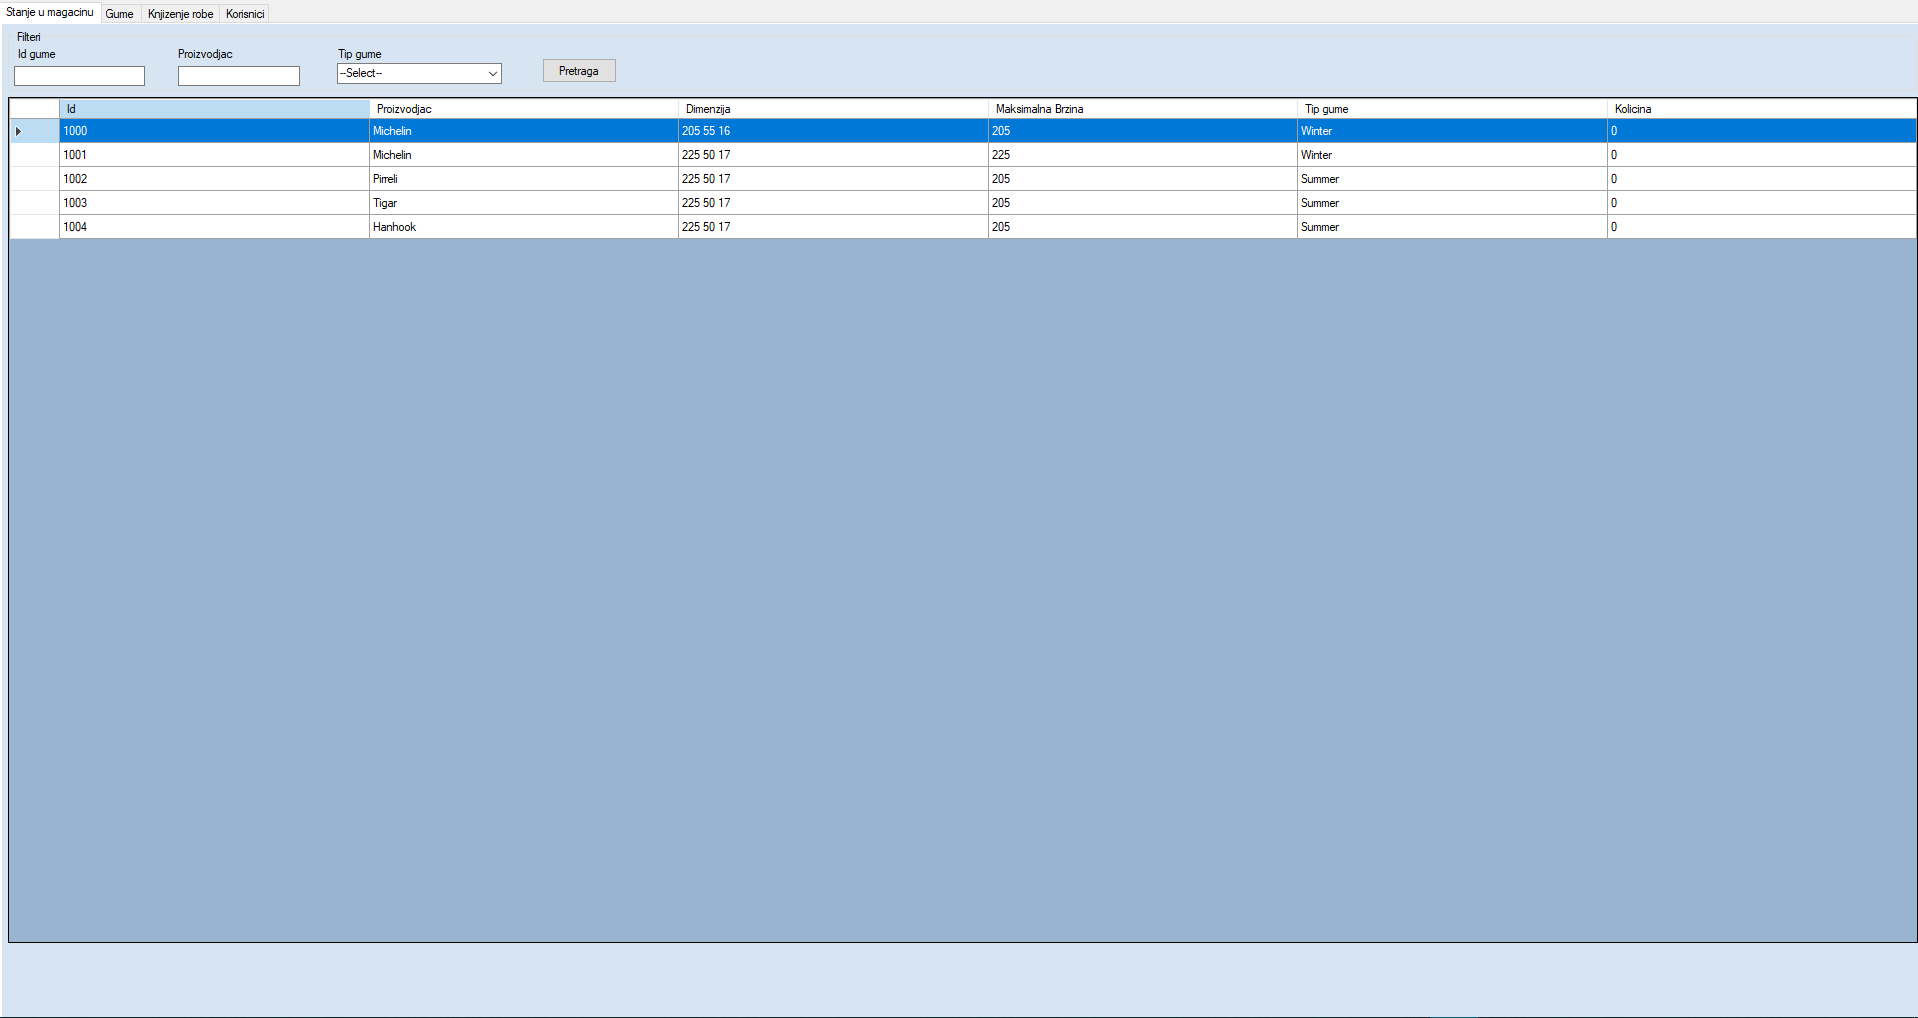 Stanje u magacinu Gume Knjizenje robe Korisnici
Filteri
Id gume Proizvodjac Tip gume
--Select-- Pretraga
Id Proizvodjac Dimenzija Maksimalna Brzina Tip gume Kolicina
1000 Michelin 205 55 16 205 Winter 0
1001 Michelin 225 50 17 225 Winter 0
1002 Pirreli 225 50 17 205 Summer 0
1003 Tigar 225 50 17 205 Summer 0
1004 Hanhook 225 50 17 205 Summer 0